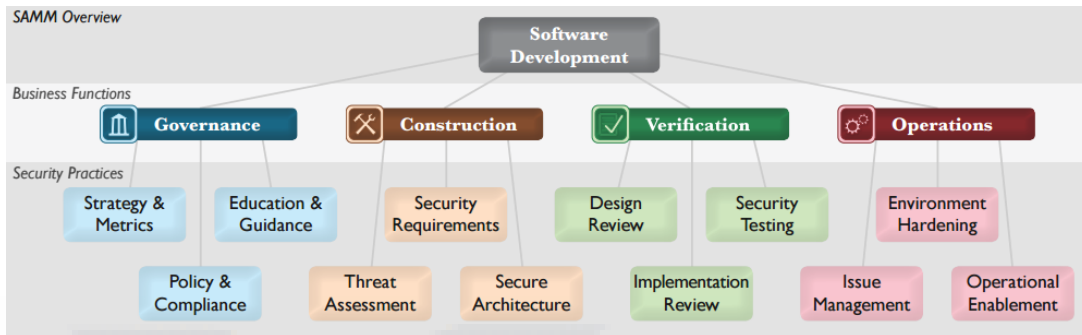 SAMM Overview
Software
Development
Business Functions
Governance
Construction
Verification
Operations
Security Practices
Strategy &
Metrics
Education &
Guidance
Security
Requirements
Design
Review
Security
Testing
Environment
Hardening
Policy &
Compliance
Threat
Assessment
Secure
Architecture
Implementation
Review
Issue
Management
Operational
Enablement